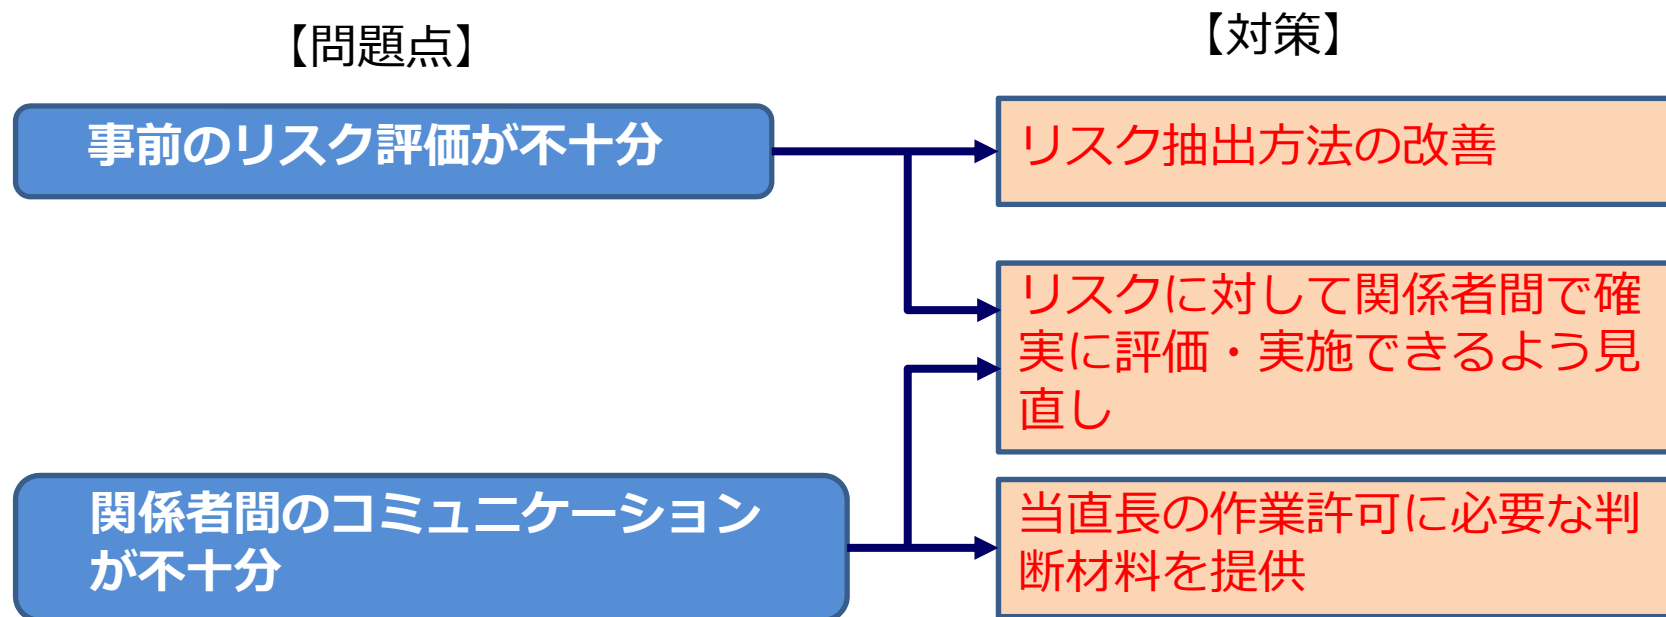 【問題点】
【対策】
事前のリスク評価が不十分
リスク抽出方法の改善
リスクに対して関係者間で確
実に評価・実施できるよう見
直し
関係者間のコミュニケーション
が不十分
当直長の作業許可に必要な判
断材料を提供